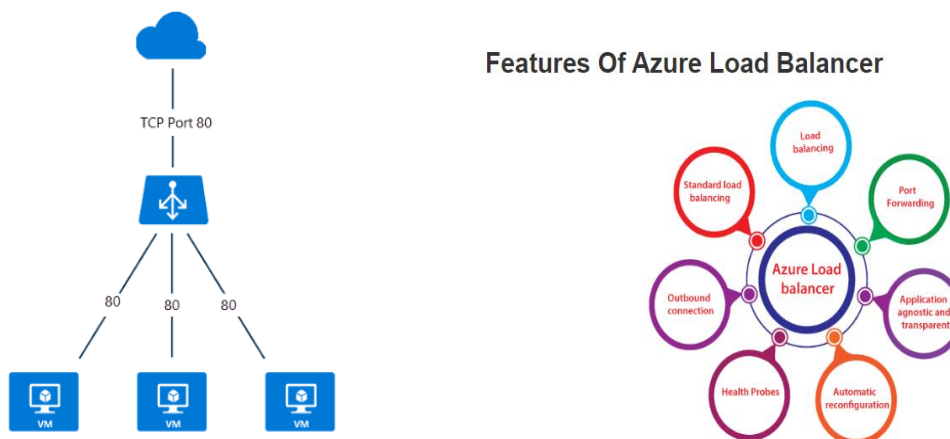 TCP Port 80
80
80
80
VM
VM
VM
Features Of Azure Load Balancer
Load
balancing
Standard load
balancing
Port
Forwarding
Azure Load
balancer
Outbound
connection
Application
agnostic and
transparent
Health Probes
Automatic
reconfiguration